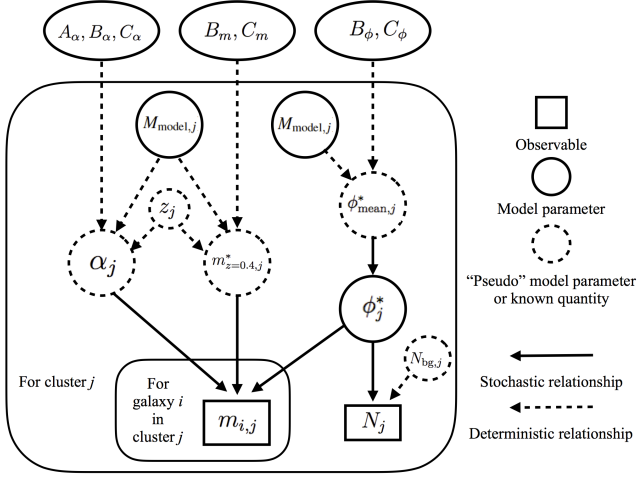 A_α, B_α, C_α
B_m, C_m
B_ϕ, C_ϕ
M_model,j
M_model,j
z_j
ϕ*_mean,j
α_j
m*_z=0.4,j
ϕ*_j
N_bg,j
For cluster j
For
galaxy i
in
cluster j
m_i,j
N_j
Observable
Model parameter
“Pseudo” model parameter
or known quantity
Stochastic relationship
Deterministic relationship